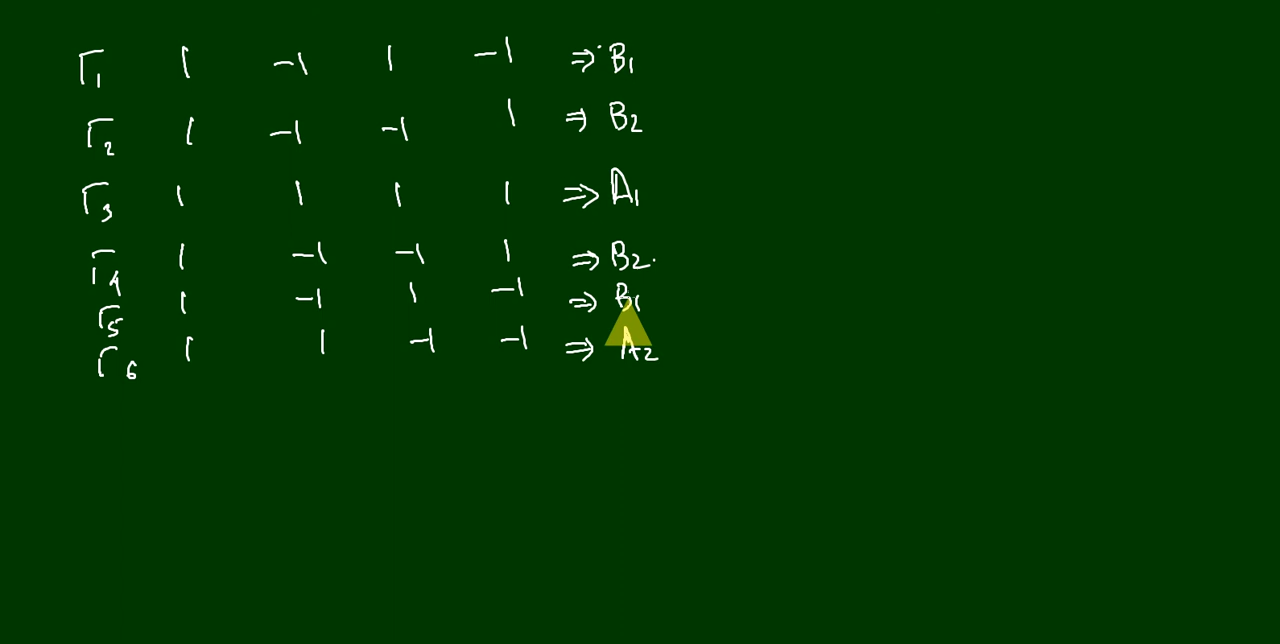 Γ1 1 -1 1 -1 ⇒ B1
Γ2 1 -1 -1 1 ⇒ B2
Γ3 1 1 1 1 ⇒ A1
Γ4 1 -1 -1 1 ⇒ B2.
Γ5 1 -1 1 -1 ⇒ B1
Γ6 1 1 -1 -1 ⇒ A2